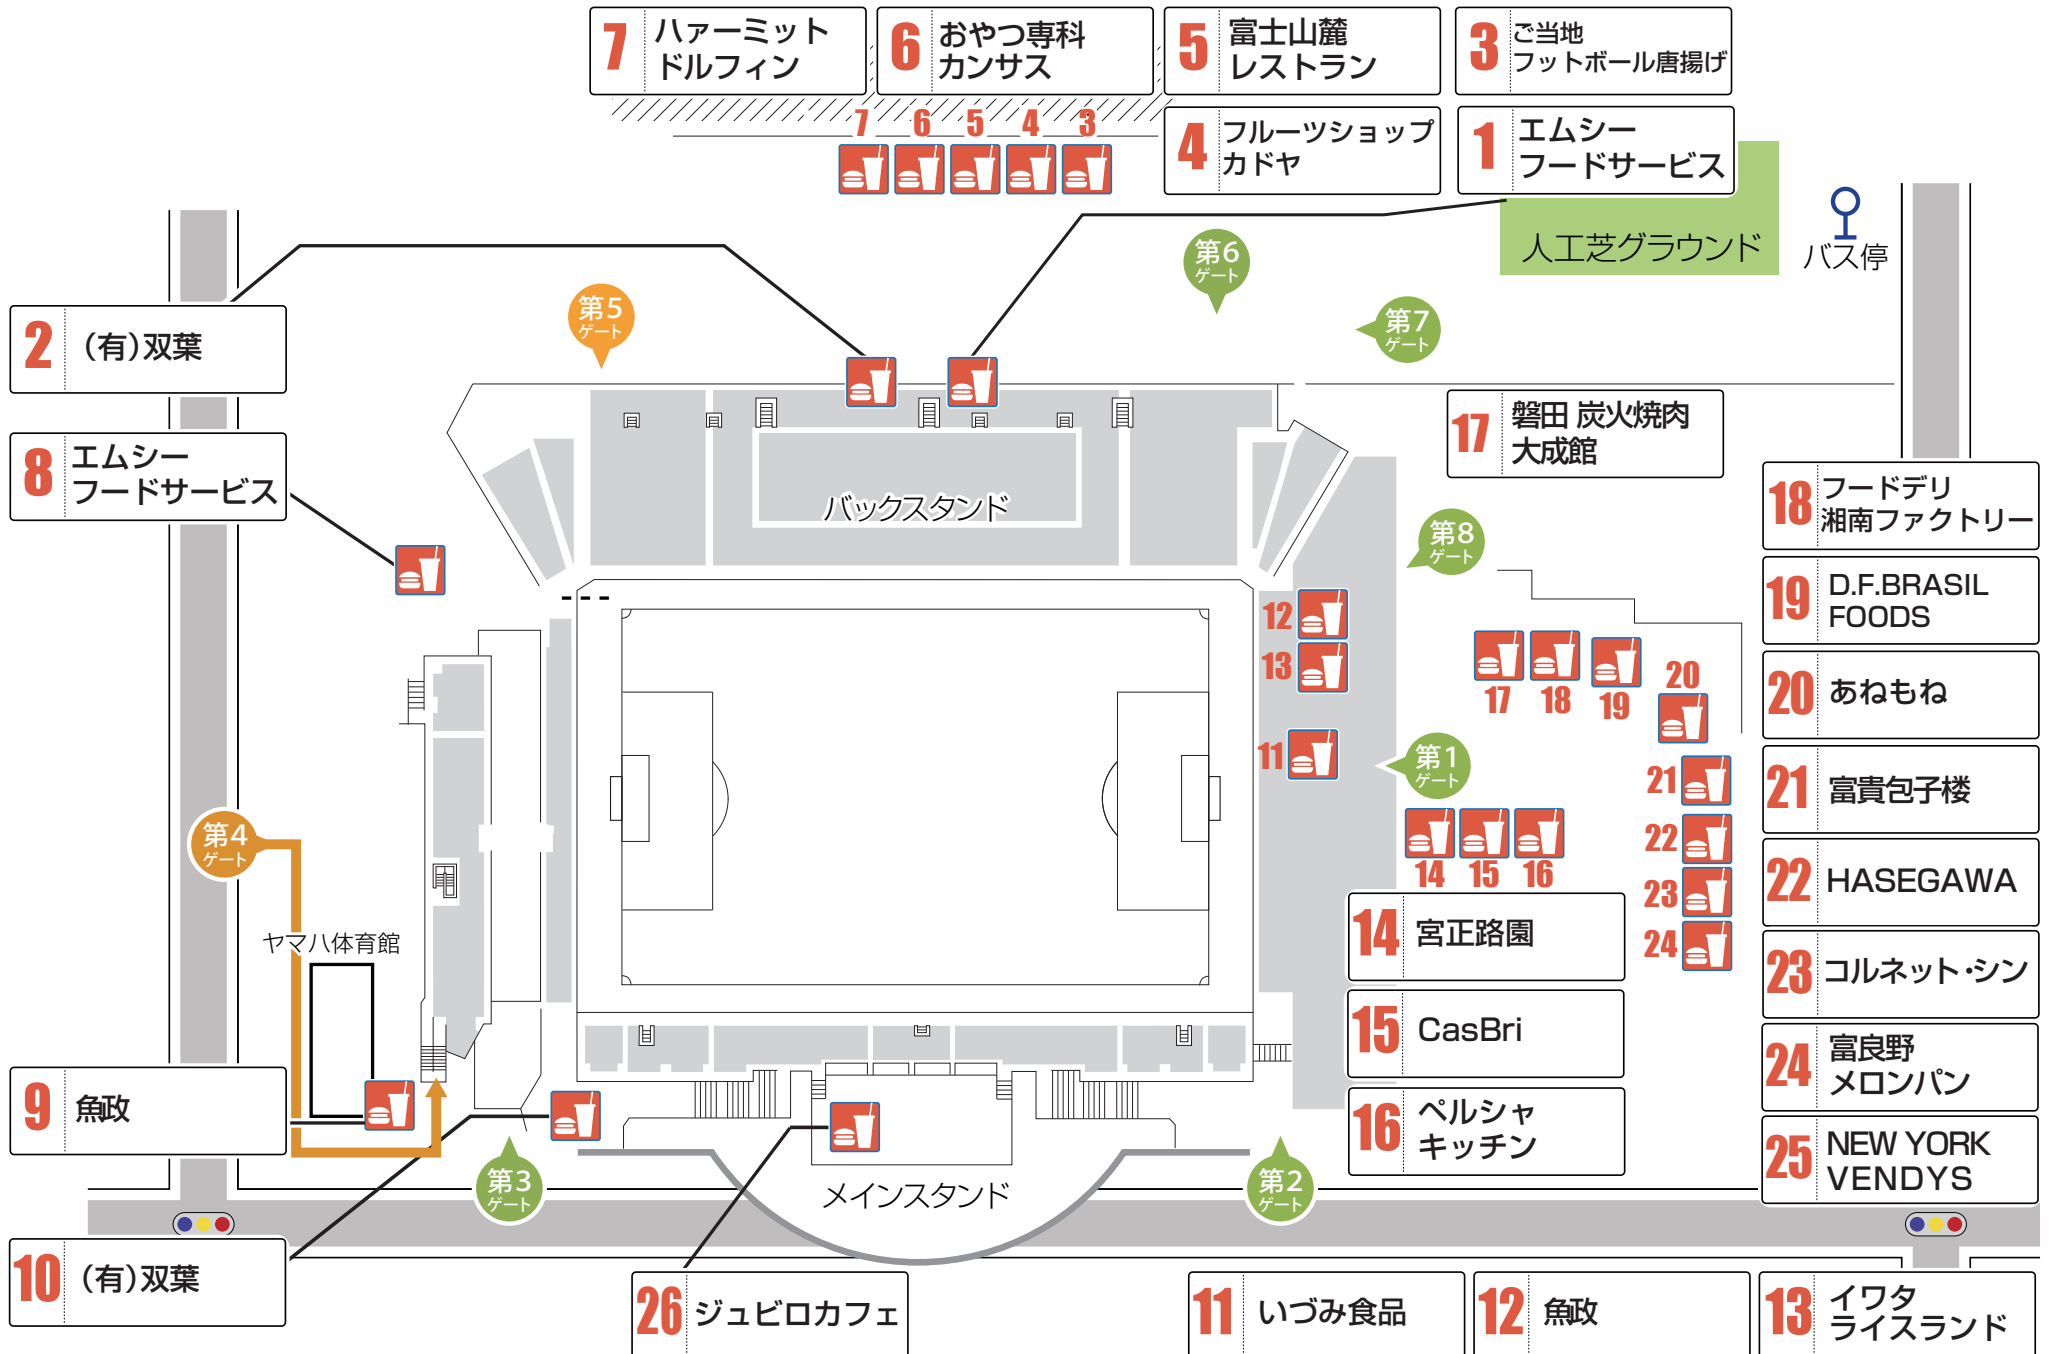 7
ハァーミット
ドルフィン
6
おやつ専科
カンサス
5
富士山麓
レストラン
3
ご当地
フットボール唐揚げ
4
フルーツショップ
カドヤ
1
エムシー
フードサービス
7
6
5
4
3
人工芝グラウンド
バス停
第6
ゲート
第5
ゲート
第7
ゲート
2
(有)双葉
8
エムシー
フードサービス
17
磐田 炭火焼肉
大成館
バックスタンド
第8
ゲート
18
フードデリ
湘南ファクトリー
19
D.F.BRASIL
FOODS
20
あねもね
21
富貴包子楼
22
HASEGAWA
23
コルネット・シン
24
富良野
メロンパン
25
NEW YORK
VENDYS
12
13
11
17
18
19
20
21
22
23
24
第1
ゲート
14
15
16
14
宮正路園
15
CasBri
16
ペルシャ
キッチン
第4
ゲート
ヤマハ体育館
9
魚政
第3
ゲート
メインスタンド
第2
ゲート
10
(有)双葉
26
ジュビロカフェ
11
いづみ食品
12
魚政
13
イワタ
ライスランド